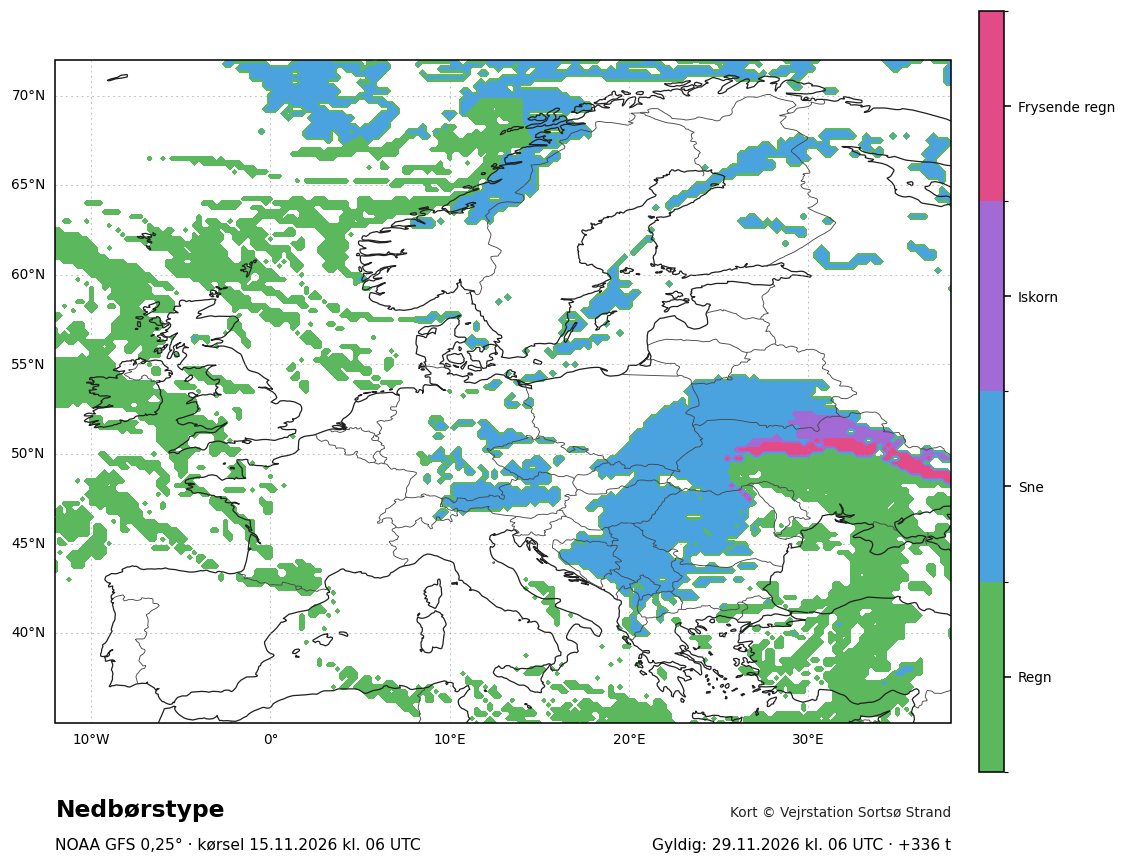 Frysende regn
Iskorn
Sne
Regn
70°N
65°N
60°N
55°N
50°N
45°N
40°N
10°W
0°
10°E
20°E
30°E
Nedbørstype
Kort © Vejrstation Sortsø Strand
NOAA GFS 0,25° · kørsel 15.11.2026 kl. 06 UTC
Gyldig: 29.11.2026 kl. 06 UTC · +336 t